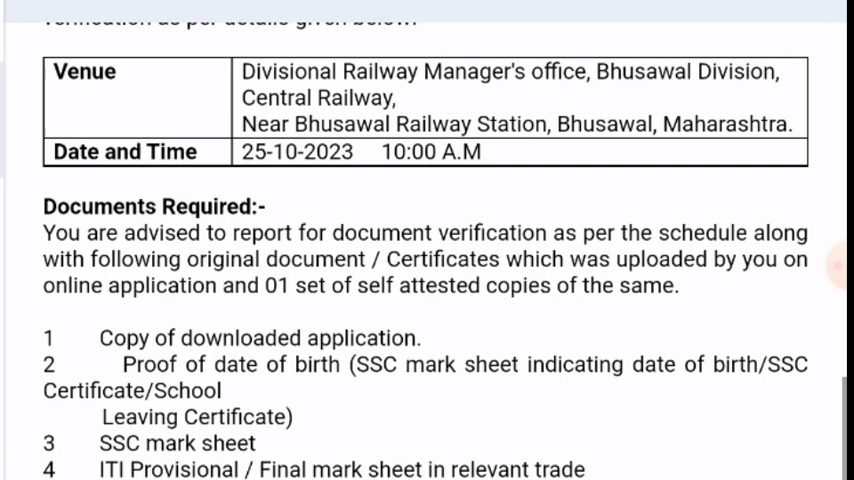 Venue Divisional Railway Manager's office, Bhusawal Division,
Central Railway,
Near Bhusawal Railway Station, Bhusawal, Maharashtra.
Date and Time 25-10-2023 10:00 A.M
Documents Required:-
You are advised to report for document verification as per the schedule along
with following original document / Certificates which was uploaded by you on
online application and 01 set of self attested copies of the same.
1 Copy of downloaded application.
2 Proof of date of birth (SSC mark sheet indicating date of birth/SSC
Certificate/School
Leaving Certificate)
3 SSC mark sheet
4 ITI Provisional / Final mark sheet in relevant trade